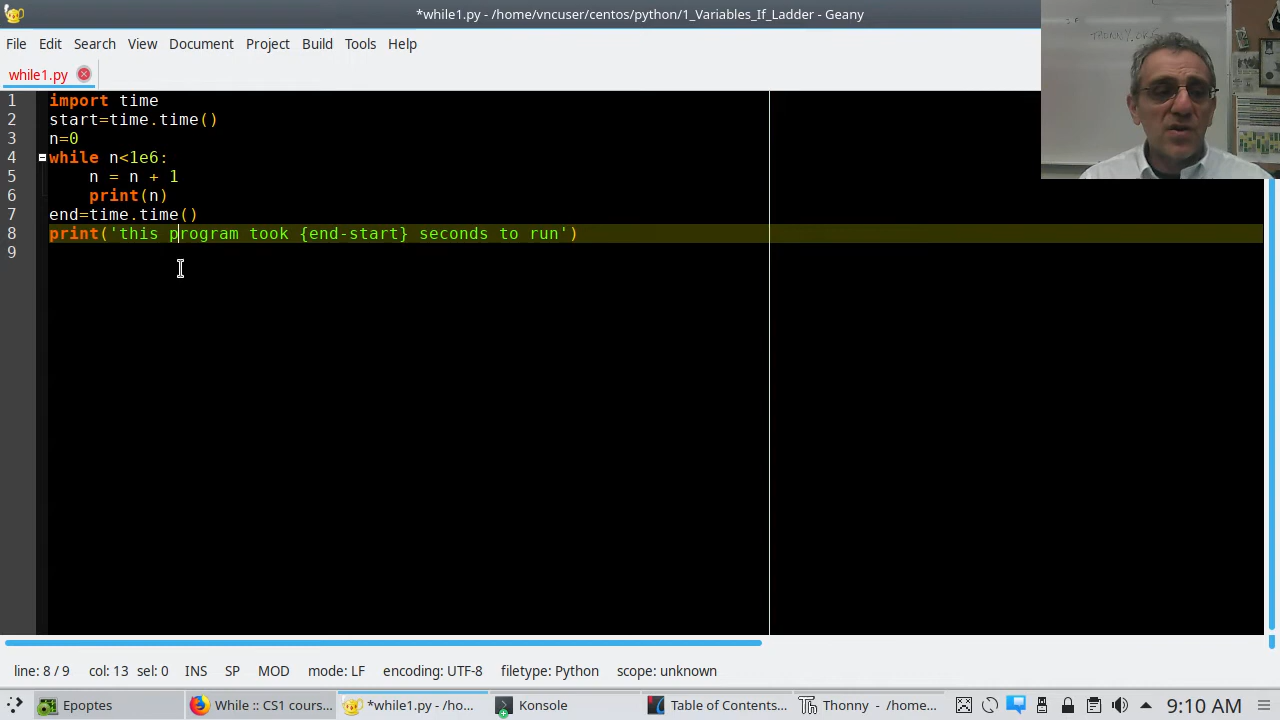 *while1.py - /home/vncuser/centos/python/1_Variables_If_Ladder - Geany
File Edit Search View Document Project Build Tools Help
while1.py
1 import time
2 start=time.time()
3 n=0
4 while n<1e6:
5 n = n + 1
6 print(n)
7 end=time.time()
8 print('this program took {end-start} seconds to run')
9
THONNY.ORG
line: 8 / 9 col: 13 sel: 0 INS SP MOD mode: LF encoding: UTF-8 filetype: Python scope: unknown
Epoptes While :: CS1 cour... *while1.py - /ho... Konsole Table of Contents... Th Thonny - /home... 9:10 AM